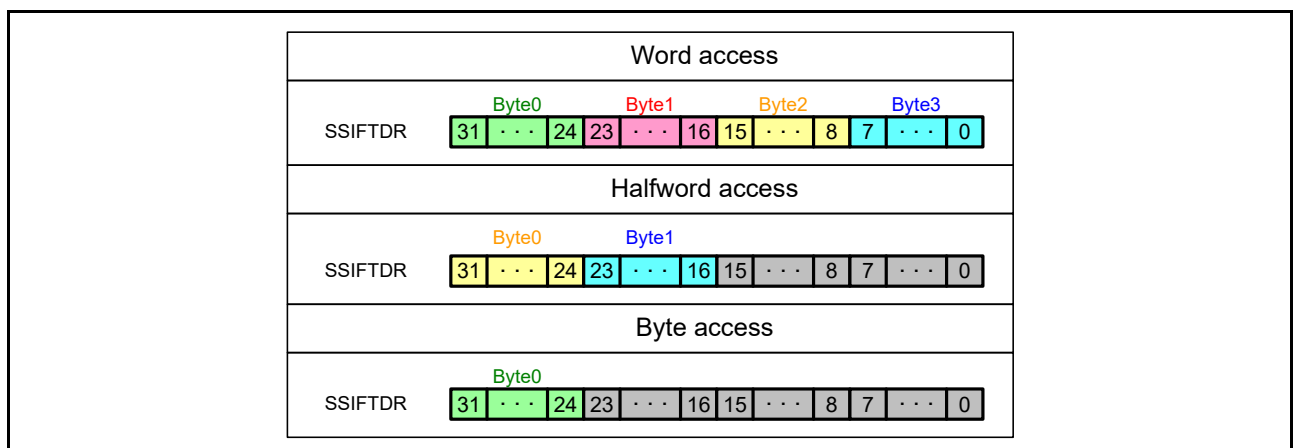 Word access
Byte0 Byte1 Byte2 Byte3
SSIFTDR 31 · · · 24 23 · · · 16 15 · · · 8 7 · · · 0
Halfword access
Byte0 Byte1
SSIFTDR 31 · · · 24 23 · · · 16 15 · · · 8 7 · · · 0
Byte access
Byte0
SSIFTDR 31 · · · 24 23 · · · 16 15 · · · 8 7 · · · 0